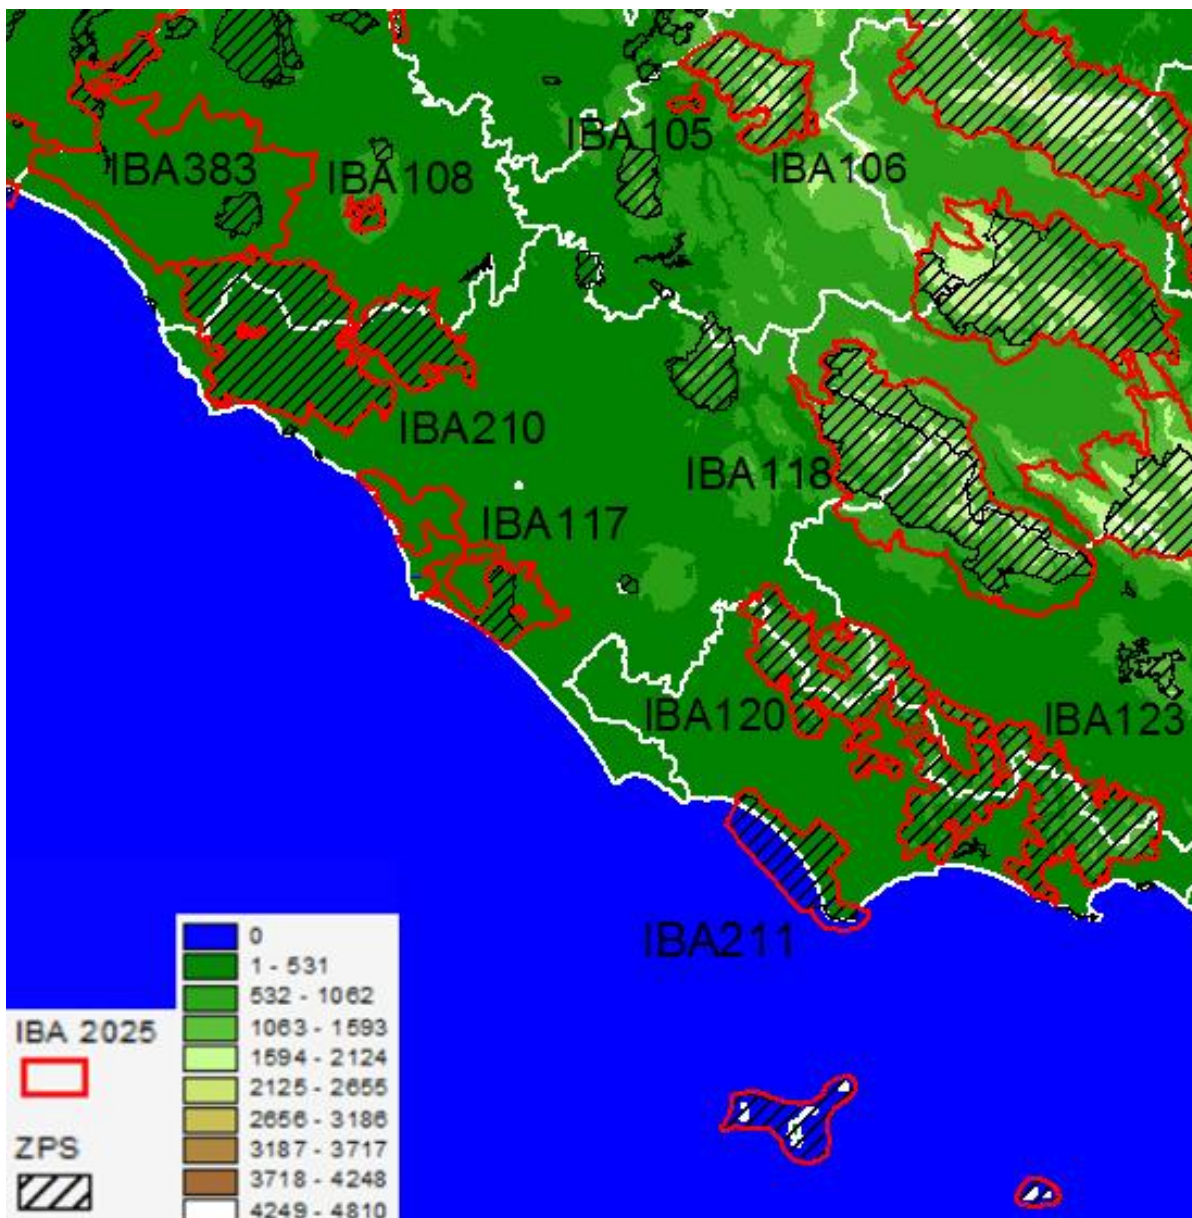 IBA105
IBA383
IBA108
IBA106
IBA210
IBA118
IBA117
IBA120
IBA123
IBA211
IBA 2025
ZPS
0
1 - 531
532 - 1062
1063 - 1593
1594 - 2124
2125 - 2655
2656 - 3186
3187 - 3717
3718 - 4248
4249 - 4810